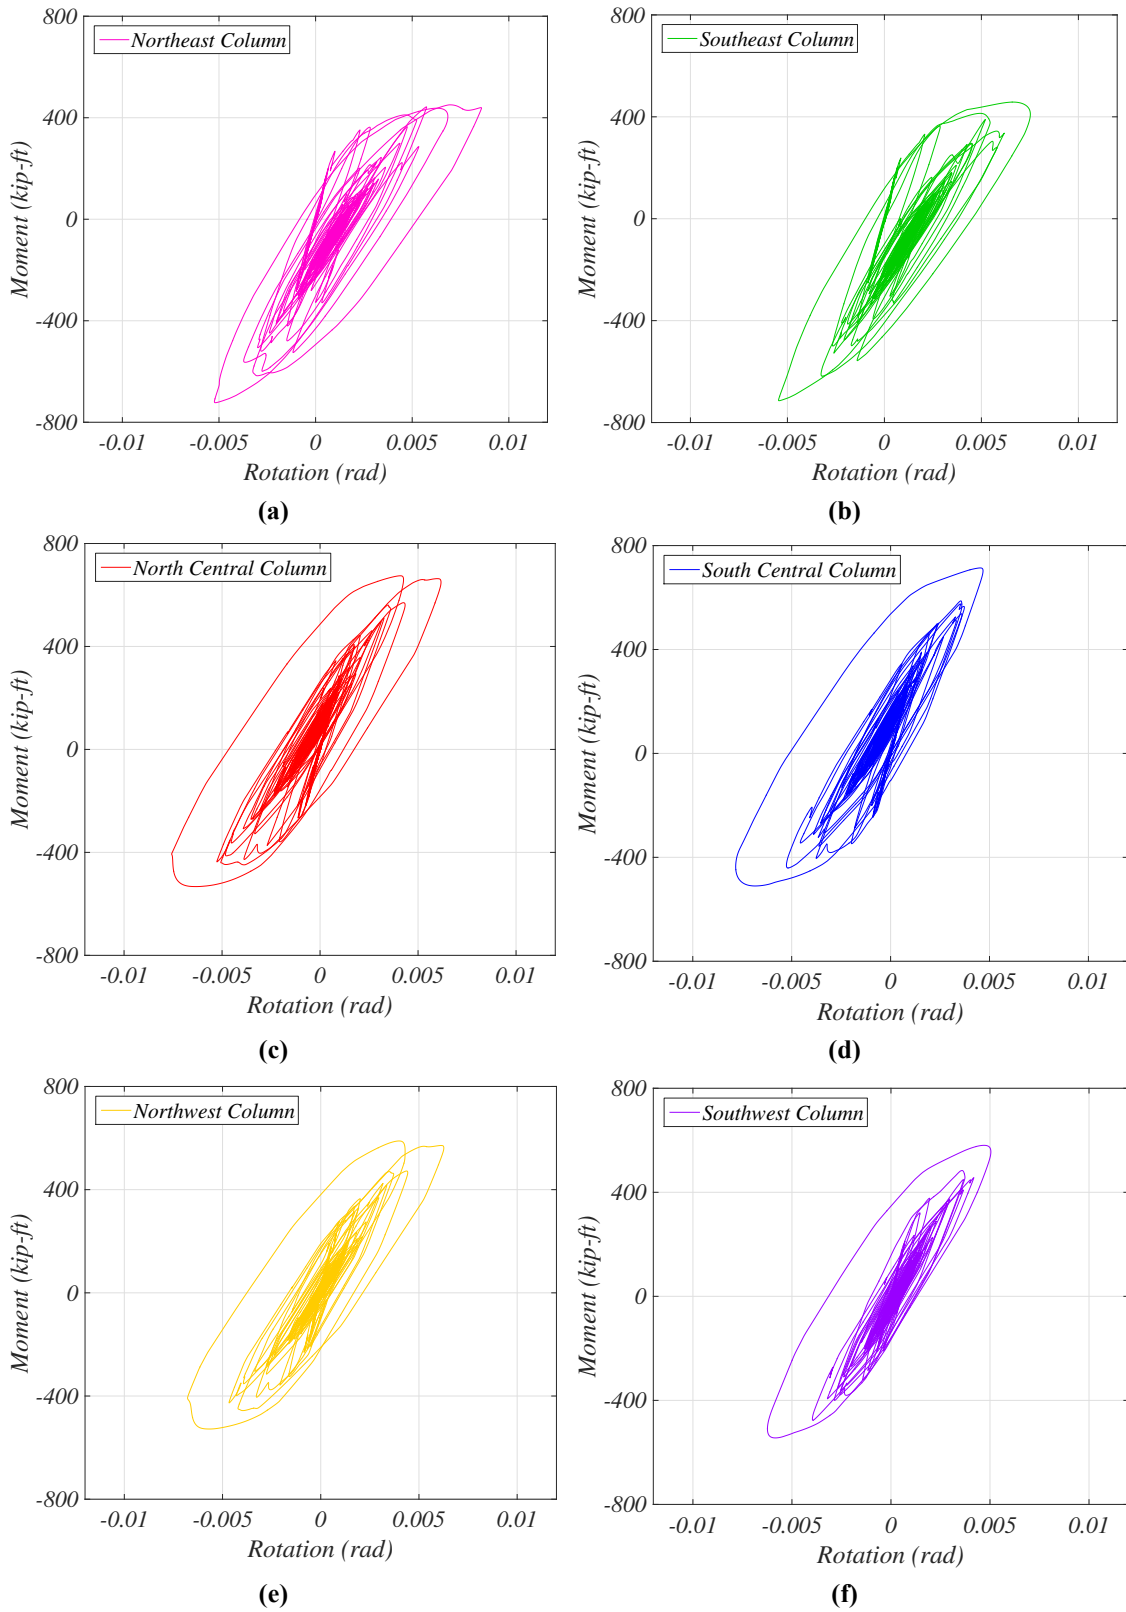 800
400
0
-400
-800
Moment (kip-ft)
Northeast Column
-0.01 -0.005 0 0.005 0.01
Rotation (rad)
(a)
800
400
0
-400
-800
Moment (kip-ft)
Southeast Column
-0.01 -0.005 0 0.005 0.01
Rotation (rad)
(b)
800
400
0
-400
-800
Moment (kip-ft)
North Central Column
-0.01 -0.005 0 0.005 0.01
Rotation (rad)
(c)
800
400
0
-400
-800
Moment (kip-ft)
South Central Column
-0.01 -0.005 0 0.005 0.01
Rotation (rad)
(d)
800
400
0
-400
-800
Moment (kip-ft)
Northwest Column
-0.01 -0.005 0 0.005 0.01
Rotation (rad)
(e)
800
400
0
-400
-800
Moment (kip-ft)
Southwest Column
-0.01 -0.005 0 0.005 0.01
Rotation (rad)
(f)